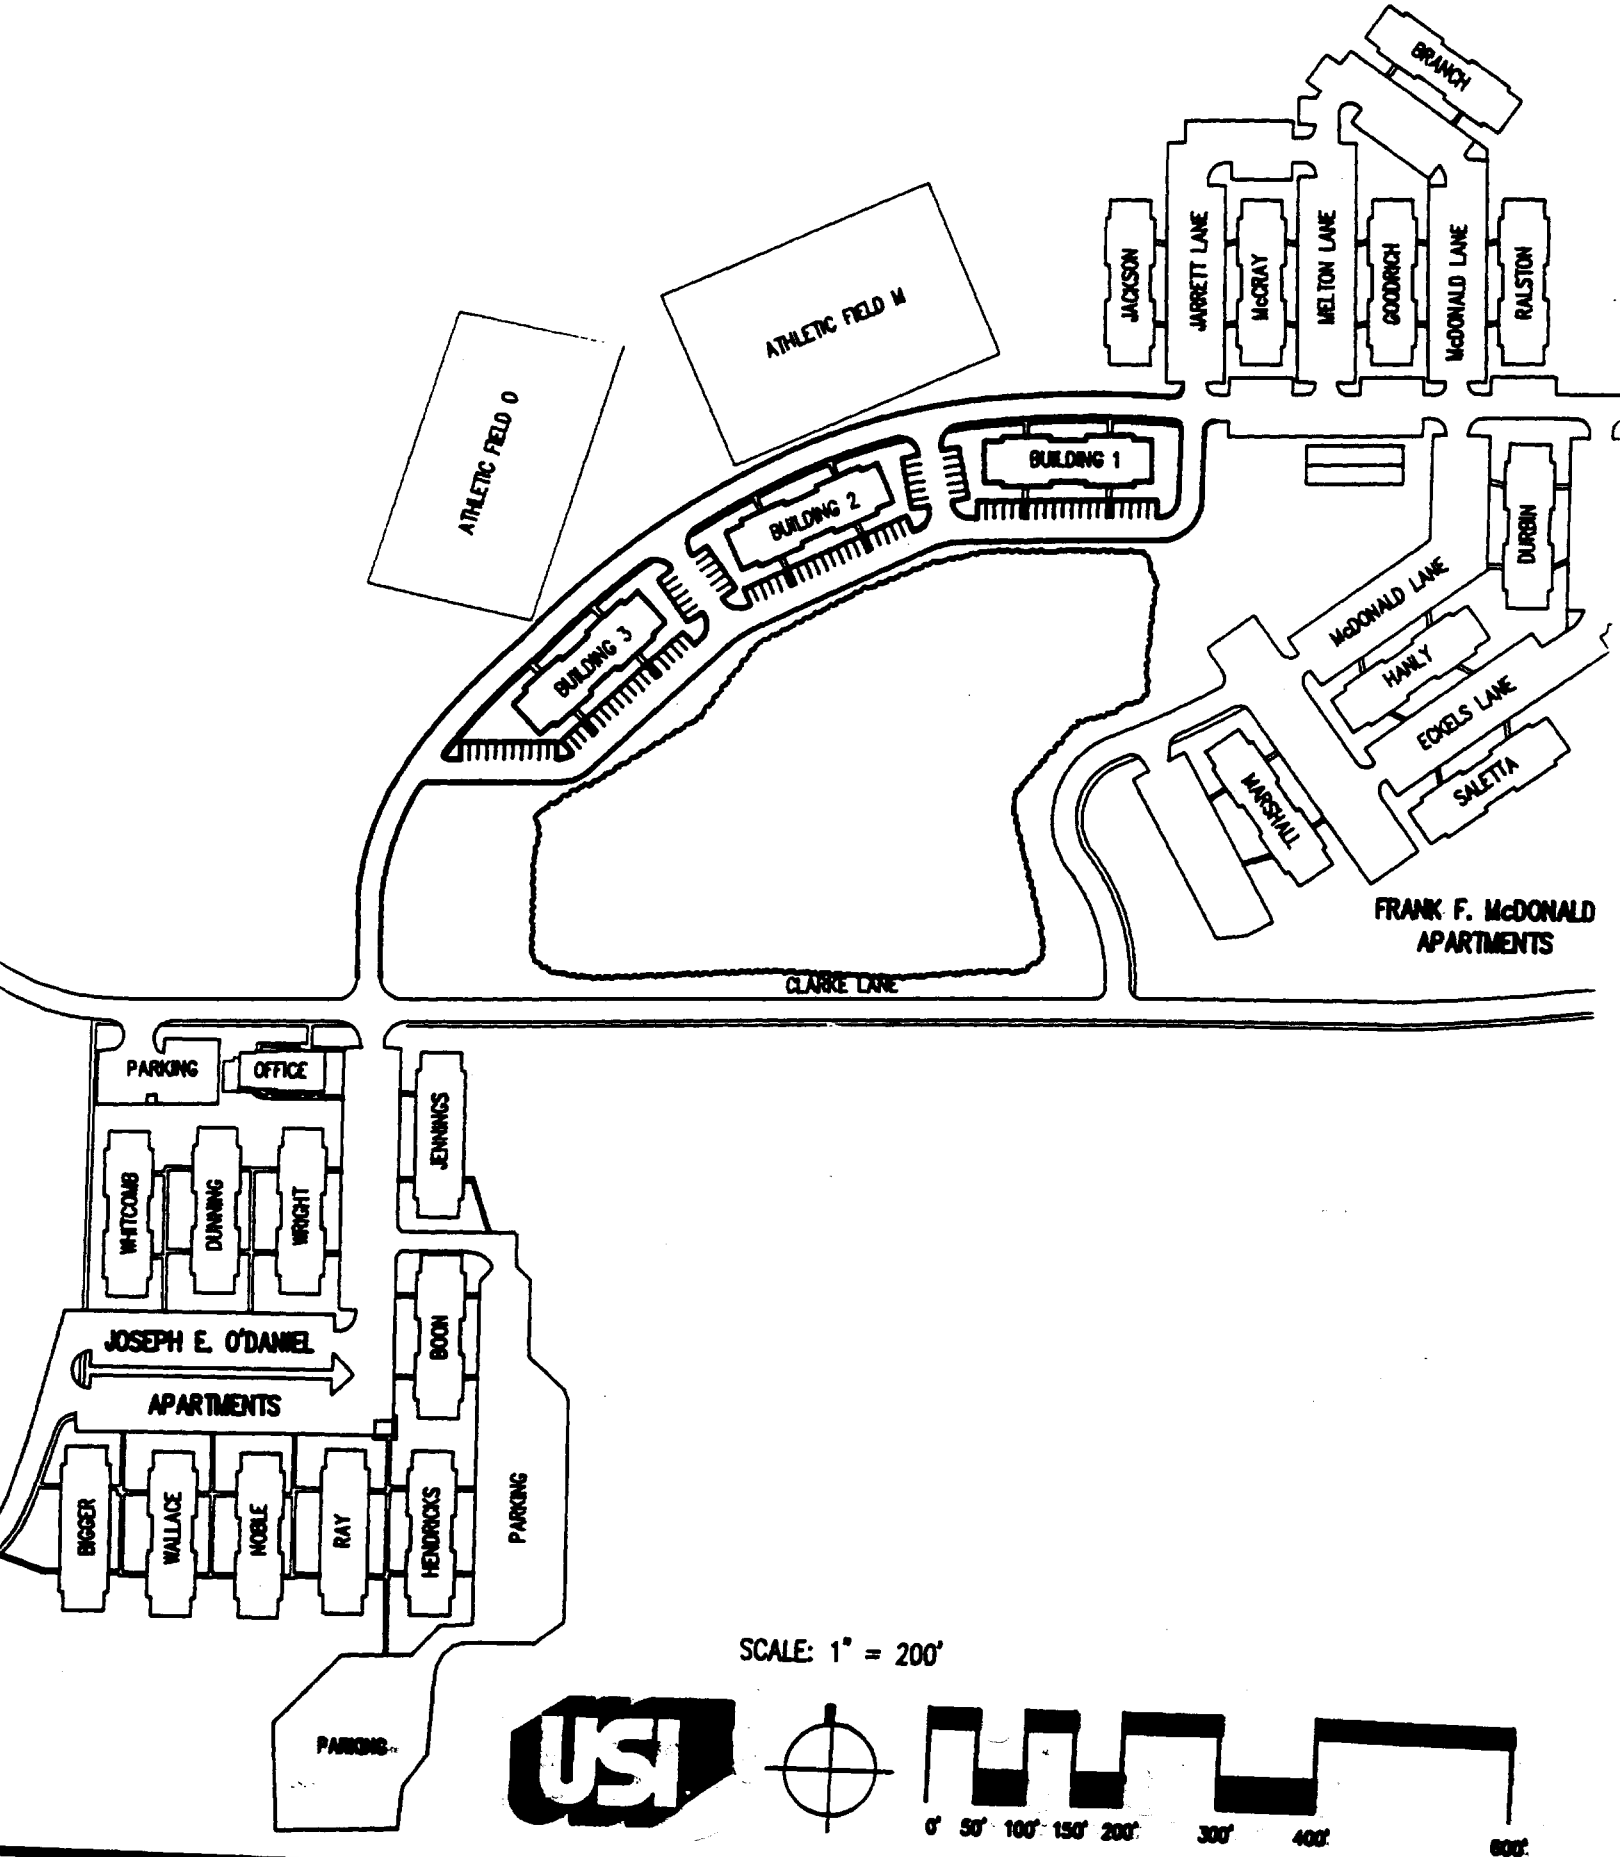 BRANCH
JACKSON
JARRETT LANE
McCRAY
MELTON LANE
GOODRICH
McDONALD LANE
RALSTON
ATHLETIC FIELD M
ATHLETIC FIELD O
BUILDING 1
BUILDING 2
BUILDING 3
DURBIN
McDONALD LANE
HANLY
ECKELS LANE
SALETTA
MARSHALL
FRANK F. McDONALD
APARTMENTS
CLARKE LANE
PARKING
OFFICE
JENNINGS
WHITCOMB
DUNNING
WRIGHT
BOON
JOSEPH E. O'DANIEL
APARTMENTS
BIGGER
WALLACE
NOBLE
RAY
HENDRICKS
PARKING
PARKING
SCALE: 1" = 200'
USI
0' 50' 100' 150' 200' 300' 400' 600'